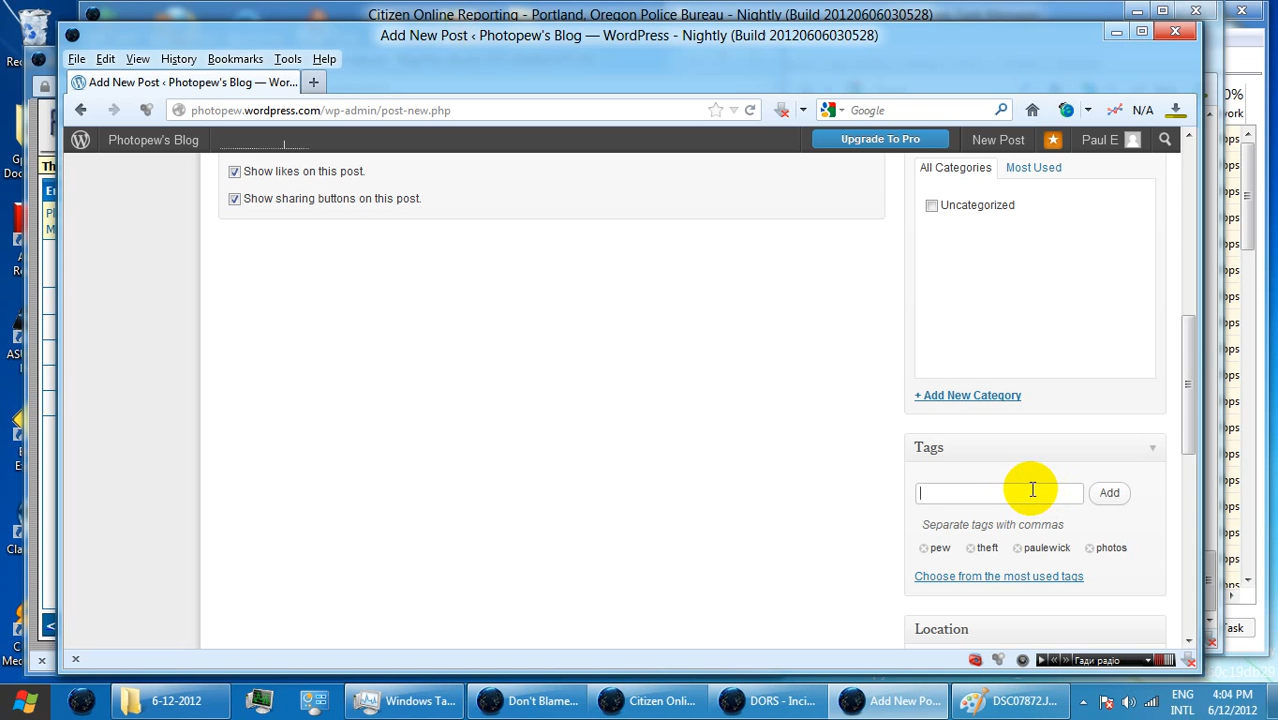 Citizen Online Reporting - Portland, Oregon Police Bureau - Nightly (Build 20120606030528)
Add New Post ‹ Photopew's Blog — WordPress - Nightly (Build 20120606030528)
File Edit View History Bookmarks Tools Help
Add New Post ‹ Photopew's Blog — Wor...
photopew.wordpress.com/wp-admin/post-new.php
Google
N/A
Photopew's Blog
Upgrade To Pro
New Post
Paul E
Show likes on this post.
Show sharing buttons on this post.
All Categories
Most Used
Uncategorized
+ Add New Category
Tags
Add
Separate tags with commas
pew
theft
paulewick
photos
Choose from the most used tags
Location
Гади радіо
6-12-2012
Windows Ta...
Don't Blame...
Citizen Onli...
DORS - Inci...
Add New Po...
DSC07872.J...
ENG
INTL
4:04 PM
6/12/2012